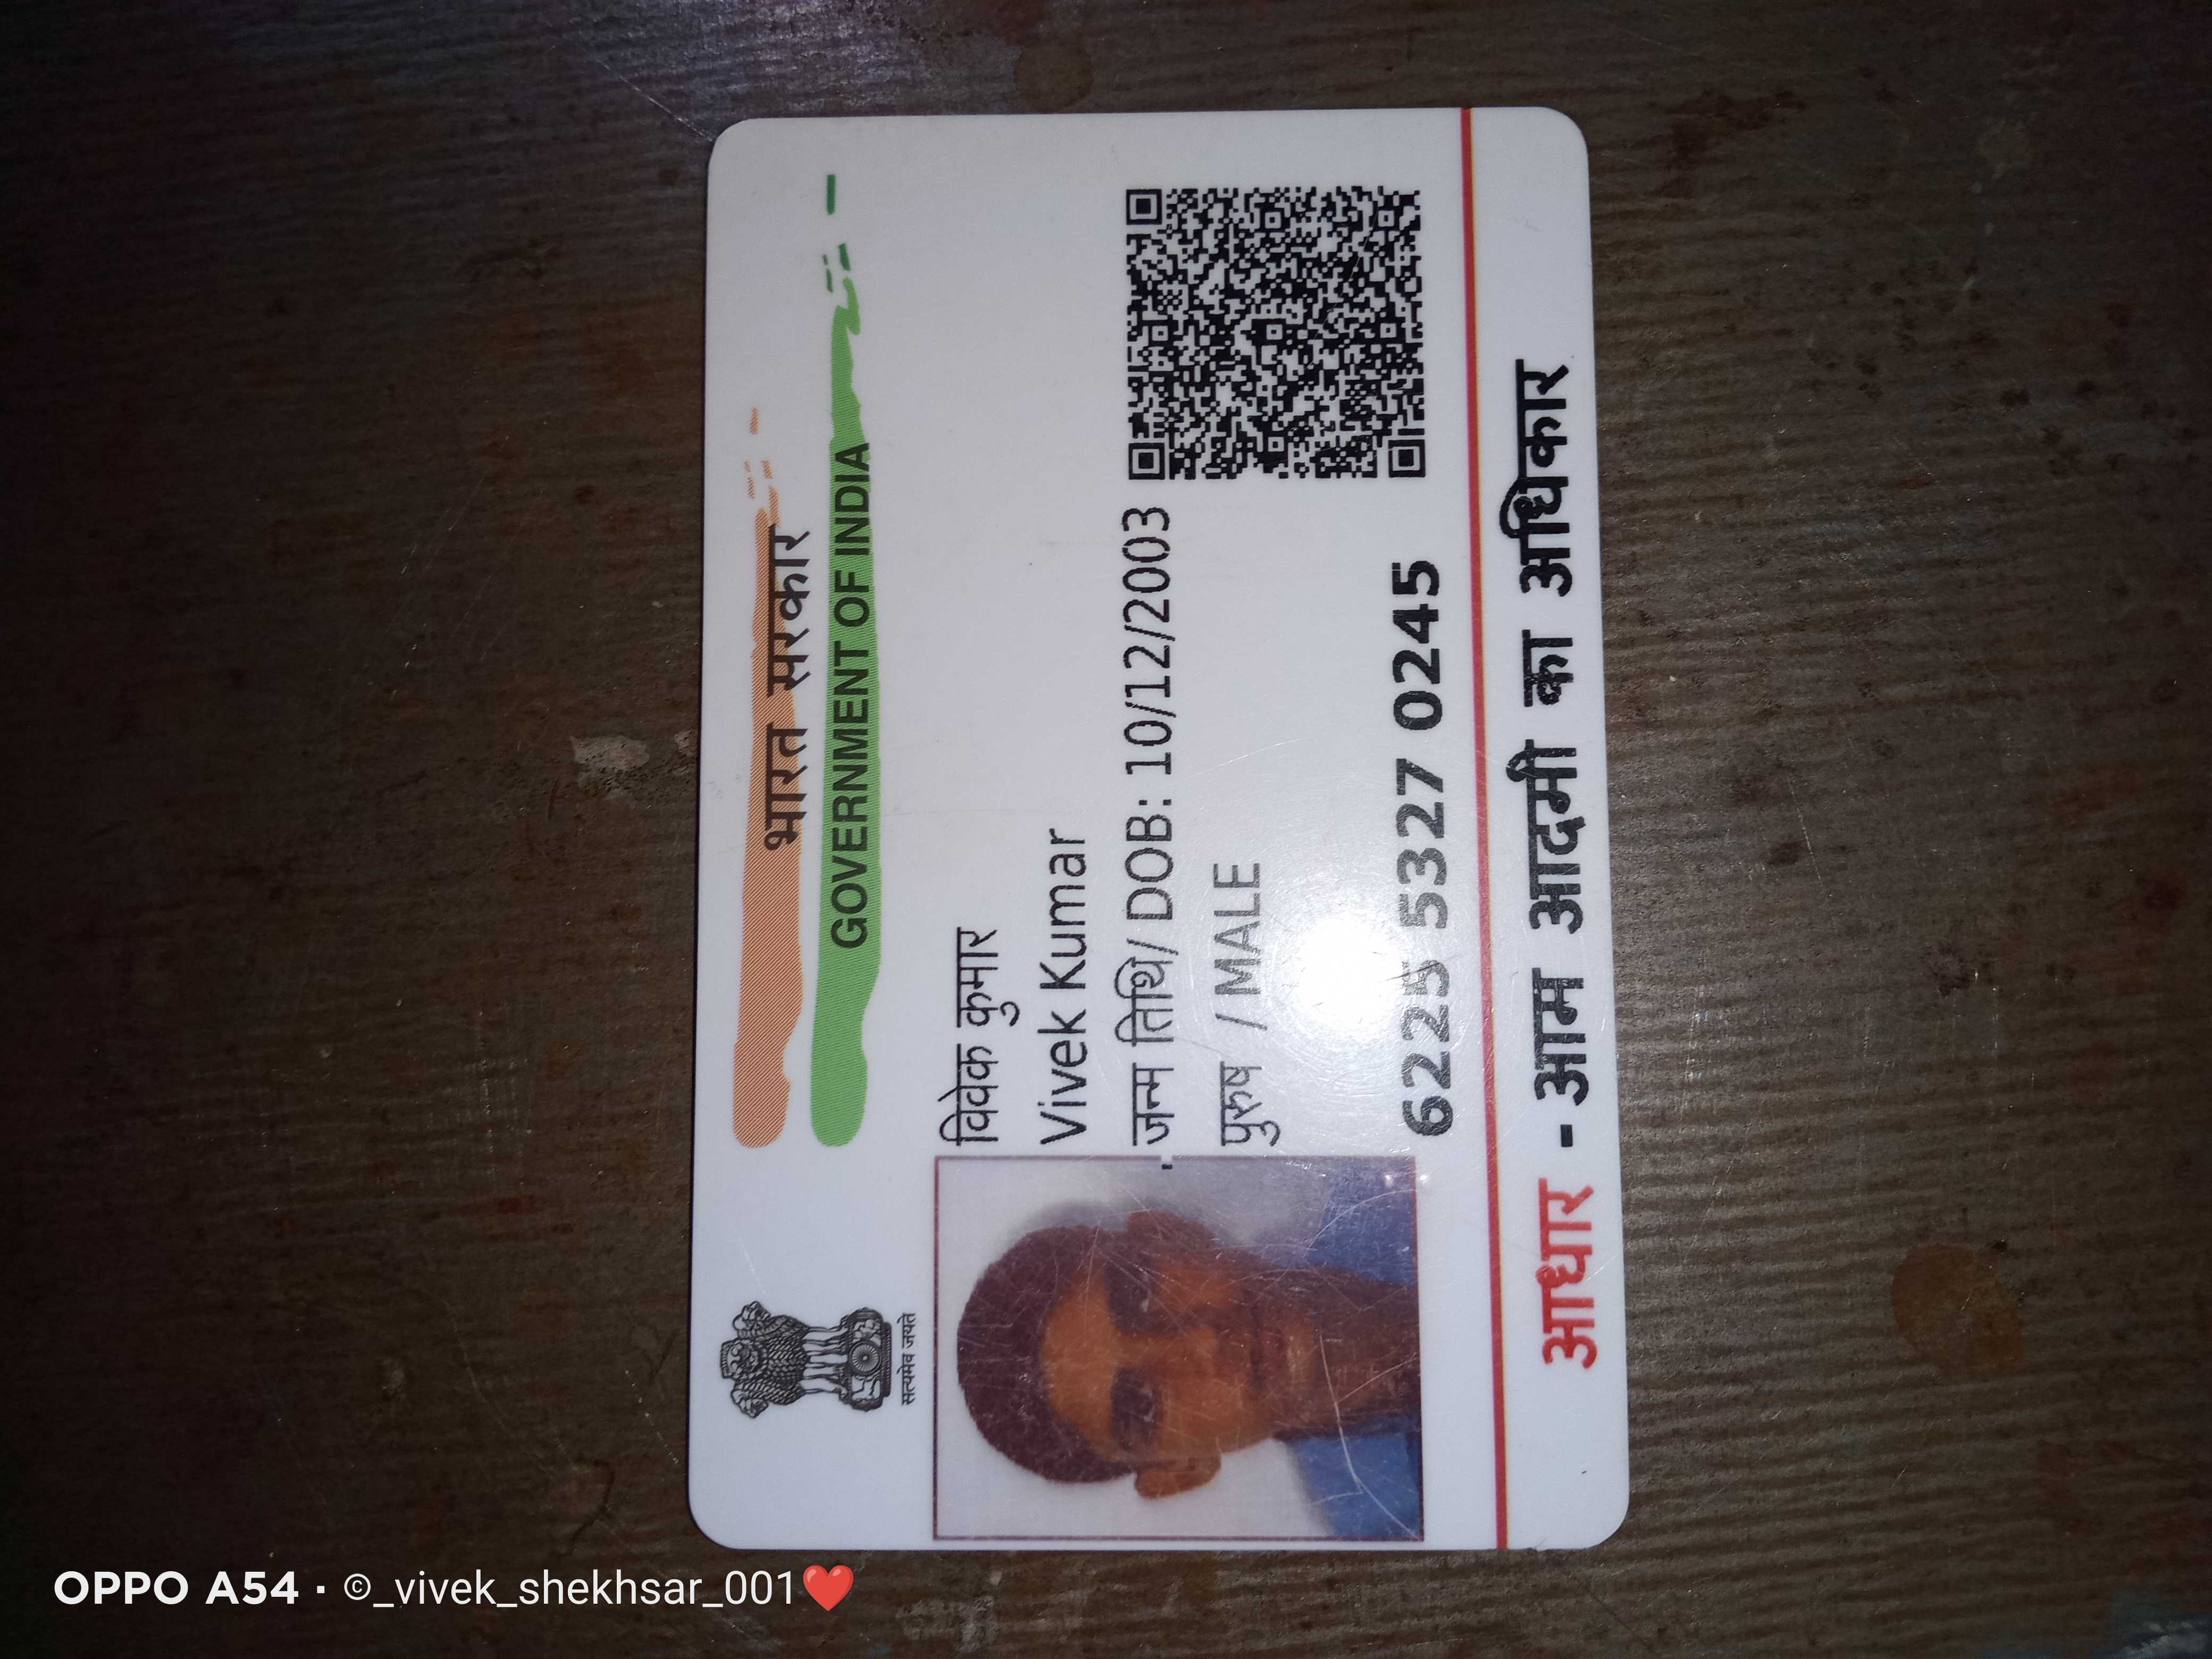 भारत सरकार
GOVERNMENT OF INDIA
सत्यमेव जयते
विवेक कुमार
Vivek Kumar
जन्म तिथि/ DOB: 10/12/2003
पुरुष / MALE
6225 5327 0245
आधार - आम आदमी का अधिकार
OPPO A54 · ©_vivek_shekhsar_001❤️